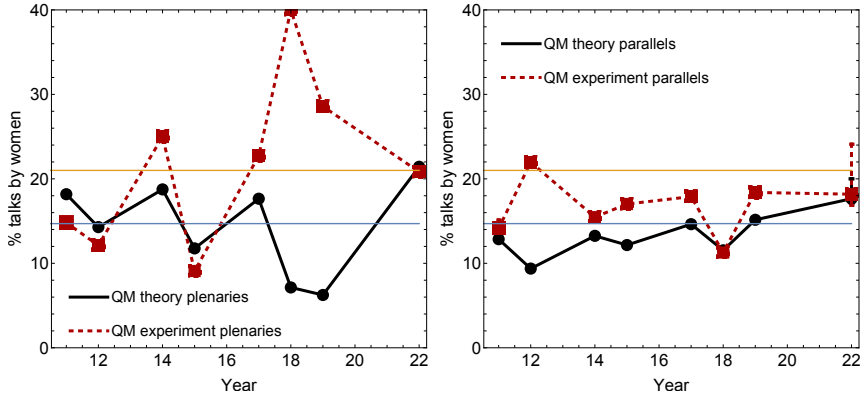 40
30
20
10
0
% talks by women
QM theory plenaries
QM experiment plenaries
12 14 16 18 20 22
Year
40
30
20
10
0
% talks by women
QM theory parallels
QM experiment parallels
12 14 16 18 20 22
Year